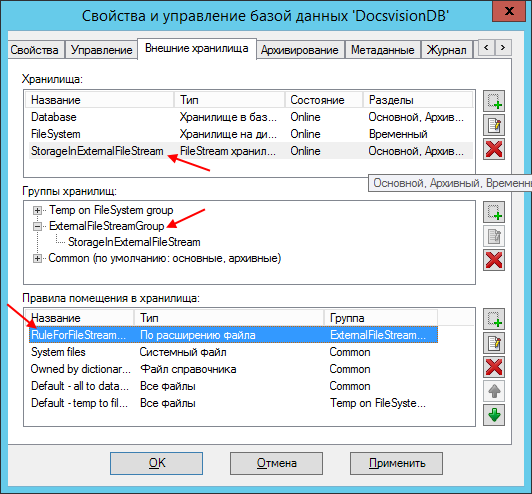 Свойства и управление базой данных 'DocsvisionDB'
Свойства Управление Внешние хранилища Архивирование Метаданные Журнал
Хранилища:
Название Тип Состояние Разделы
Database Хранилище в баз... Online Основной, Архив...
FileSystem Хранилище на ди... Online Временный
StorageInExternalFileStream FileStream хранил... Online Основной, Архив...
Основной, Архивный, Времен
Группы хранилищ:
Temp on FileSystem group
ExternalFileStreamGroup
StorageInExternalFileStream
Common (по умолчанию: основные, архивные)
Правила помещения в хранилища:
Название Тип Группа
RuleForFileStream... По расширению файла ExternalFileStream...
System files Системный файл Common
Owned by dictionar... Файл справочника Common
Default - all to data... Все файлы Common
Default - temp to fil... Все файлы Temp on FileSyste...
OK Отмена Применить